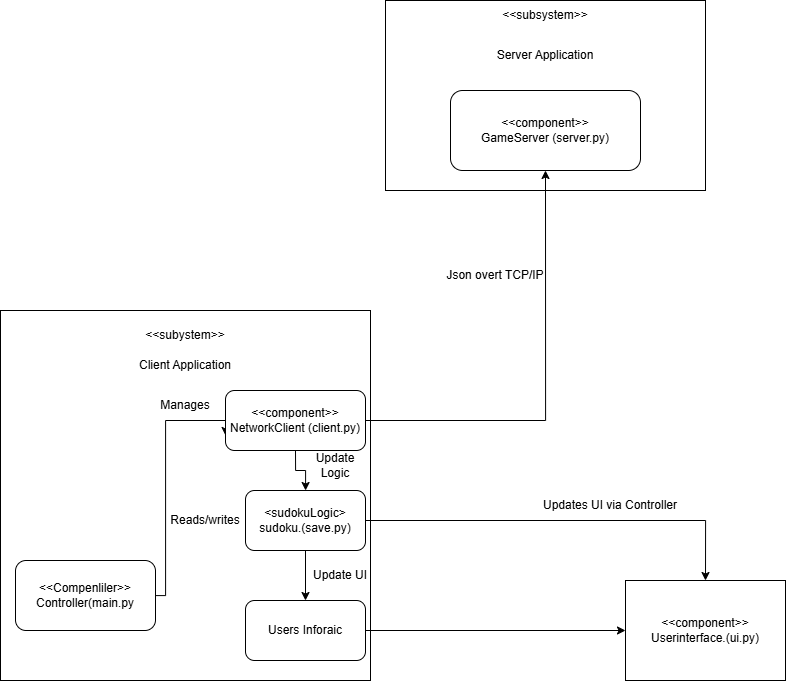 <<subsystem>>
Server Application
<<component>>
GameServer (server.py)
Json overt TCP/IP
<<subystem>>
Client Application
Manages
<<component>>
NetworkClient (client.py)
Update
Logic
Reads/writes
<sudokuLogic>
sudoku.(save.py)
Updates UI via Controller
Update UI
<<Compenliler>>
Controller(main.py
Users Inforaic
<<component>>
Userinterface.(ui.py)